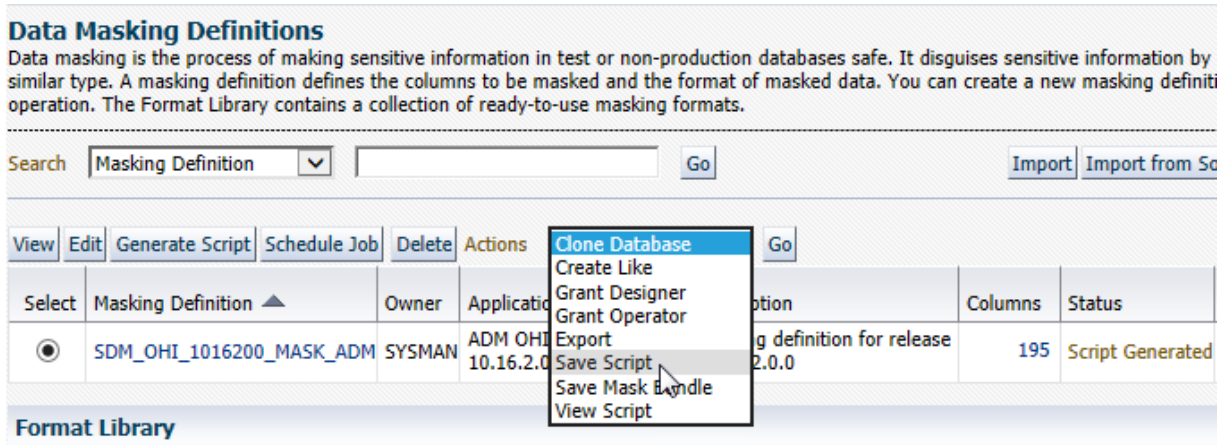 Data Masking Definitions
Data masking is the process of making sensitive information in test or non-production databases safe. It disguises sensitive information by
similar type. A masking definition defines the columns to be masked and the format of masked data. You can create a new masking definiti
operation. The Format Library contains a collection of ready-to-use masking formats.
Search Masking Definition Go Import Import from So
View Edit Generate Script Schedule Job Delete Actions Clone Database Go
Create Like
Grant Designer
Grant Operator
Export
Save Script
Save Mask Bundle
View Script
Select Masking Definition Owner Applicatio ption Columns Status
SDM_OHI_1016200_MASK_ADM SYSMAN ADM OHI g definition for release 195 Script Generated
10.16.2.0 2.0.0
Format Library